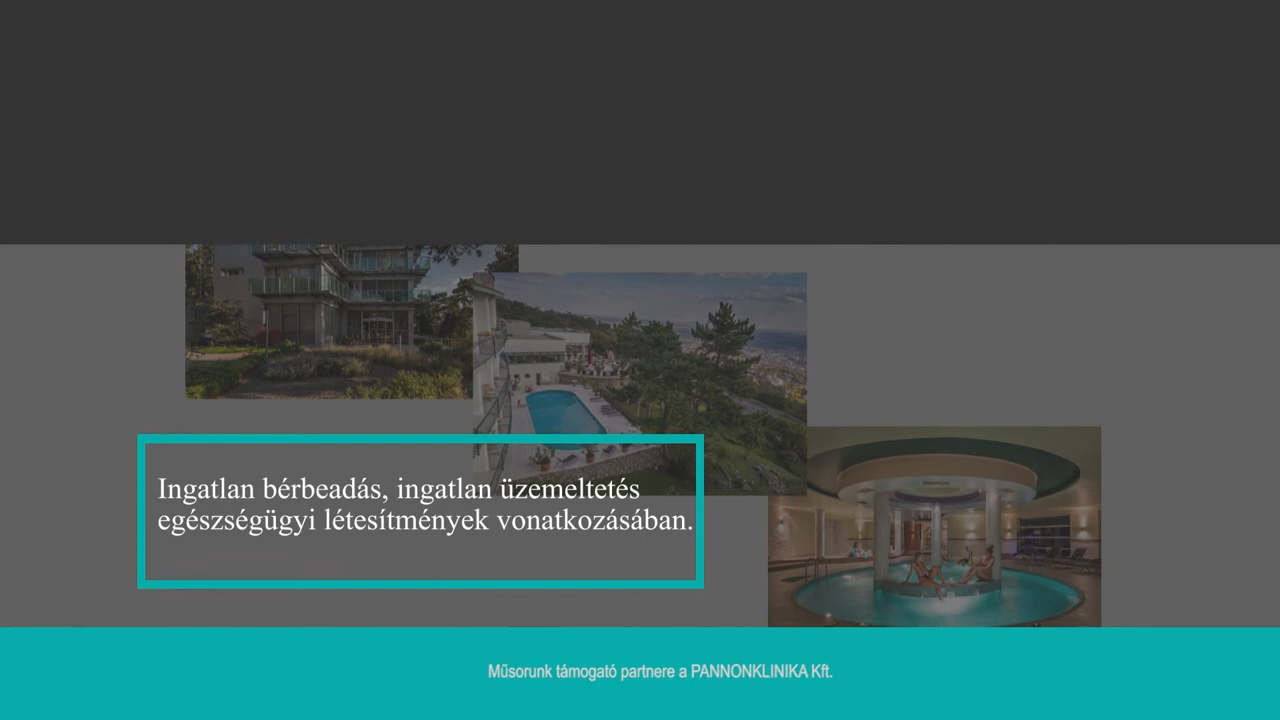 Ingatlan bérbeadás, ingatlan üzemeltetés
egészségügyi létesítmények vonatkozásában.
Műsorunk támogató partnere a PANNONKLINIKA Kft.